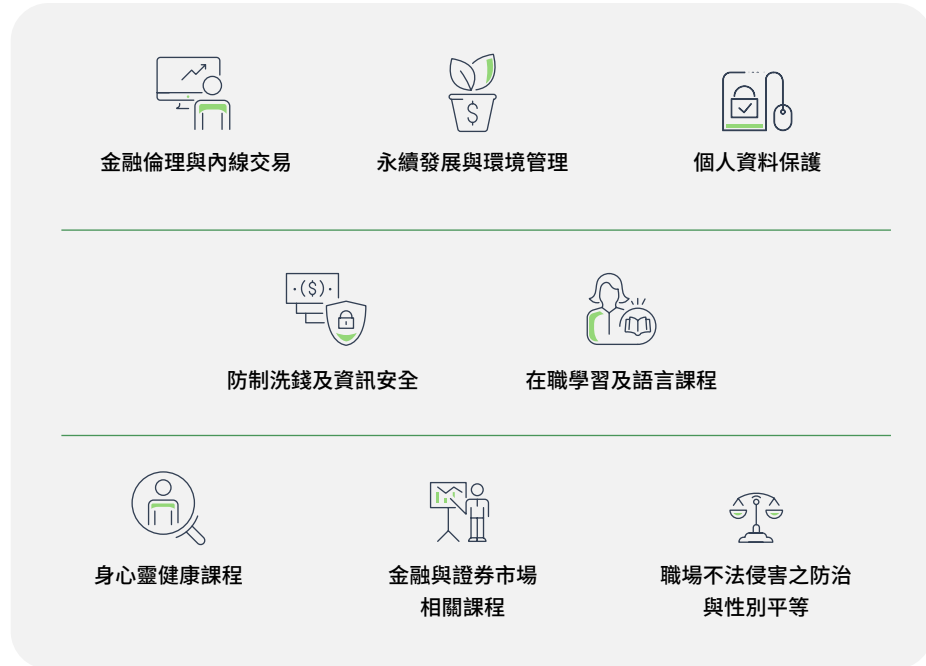 金融倫理與內線交易
永續發展與環境管理
個人資料保護
$
防制洗錢及資訊安全
在職學習及語言課程
($)
身心靈健康課程
金融與證券市場
相關課程
職場不法侵害之防治
與性別平等